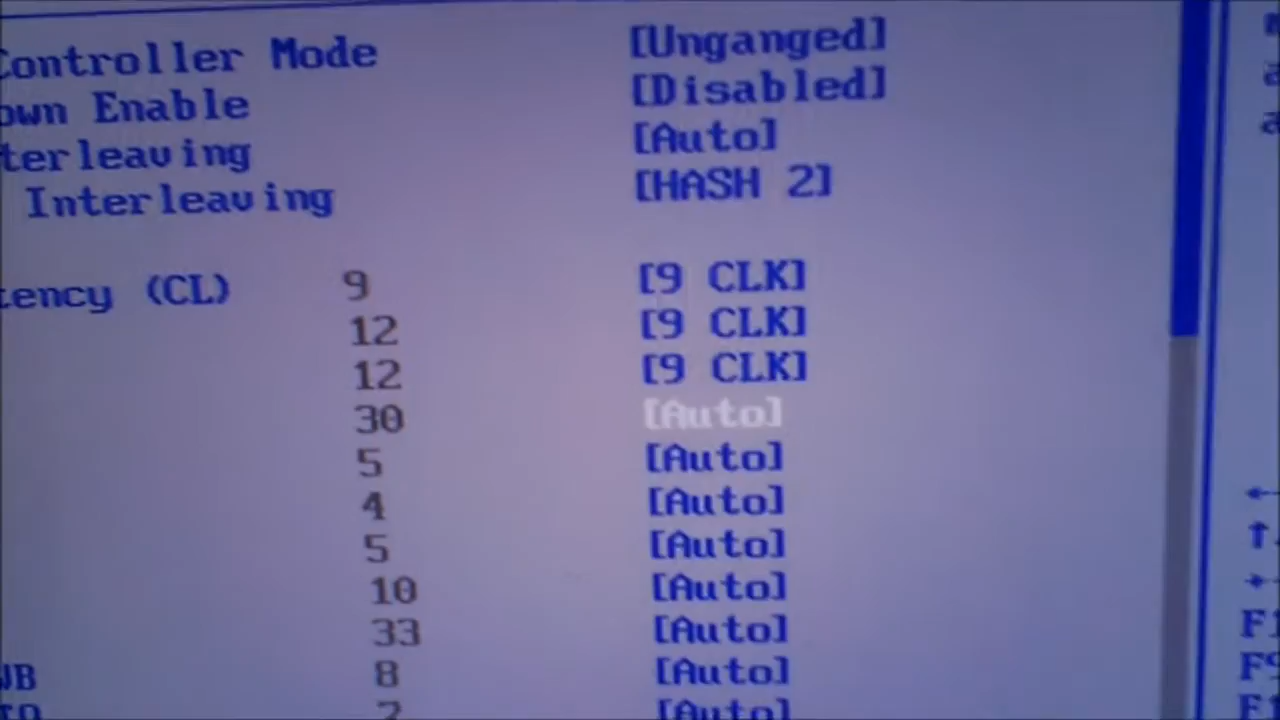 Controller Mode [Unganged]
own Enable [Disabled]
terleaving [Auto]
Interleaving [HASH 2]
tency (CL) 9 [9 CLK]
12 [9 CLK]
12 [9 CLK]
30 [Auto]
5 [Auto]
4 [Auto]
5 [Auto]
10 [Auto]
33 [Auto]
WB 8 [Auto]
[Auto]